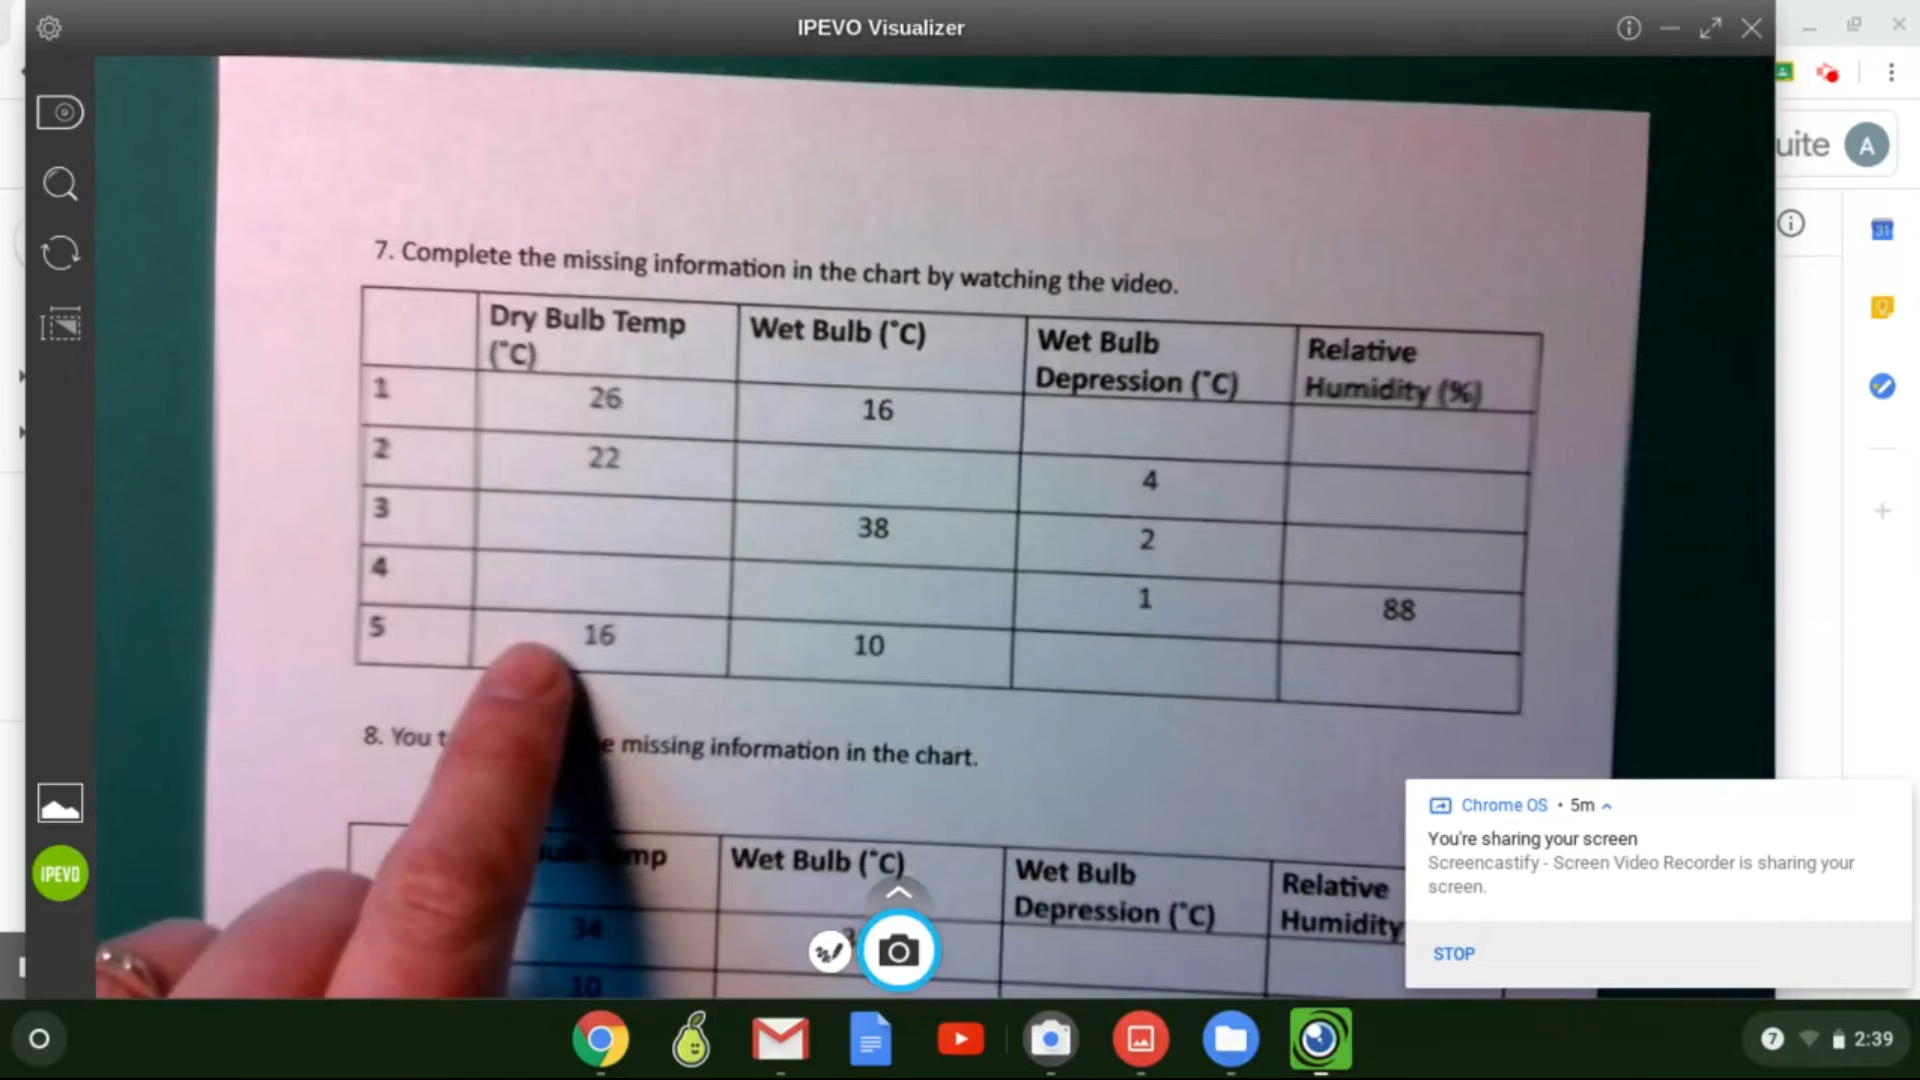 IPEVO Visualizer
uite A
31
7. Complete the missing information in the chart by watching the video.
Dry Bulb Temp (°C) Wet Bulb (°C) Wet Bulb Depression (°C) Relative Humidity (%)
1 26 16
2 22 4
3 38 2
4 1 88
5 16 10
8. You missing information in the chart.
Wet Bulb (°C) Wet Bulb Depression (°C) Relative Humidity
34
10
IPEVO
Chrome OS • 5m
You're sharing your screen
Screencastify - Screen Video Recorder is sharing your
screen.
STOP
7 2:39